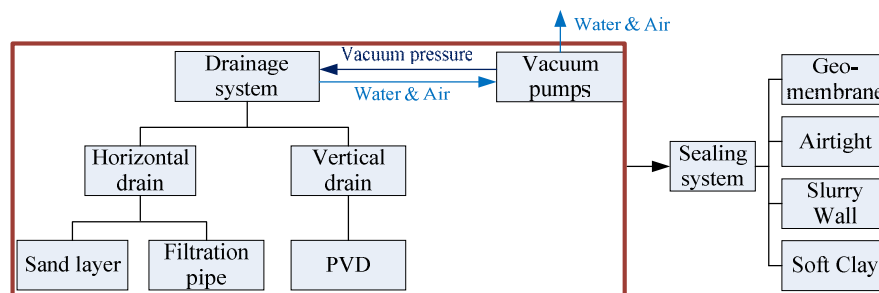 Water & Air
Vacuum pressure
Drainage
system
Water & Air
Vacuum
pumps
Horizontal
drain
Vertical
drain
Sand layer
Filtration
pipe
PVD
Sealing
system
Geo-
membrane
Airtight
Slurry
Wall
Soft Clay